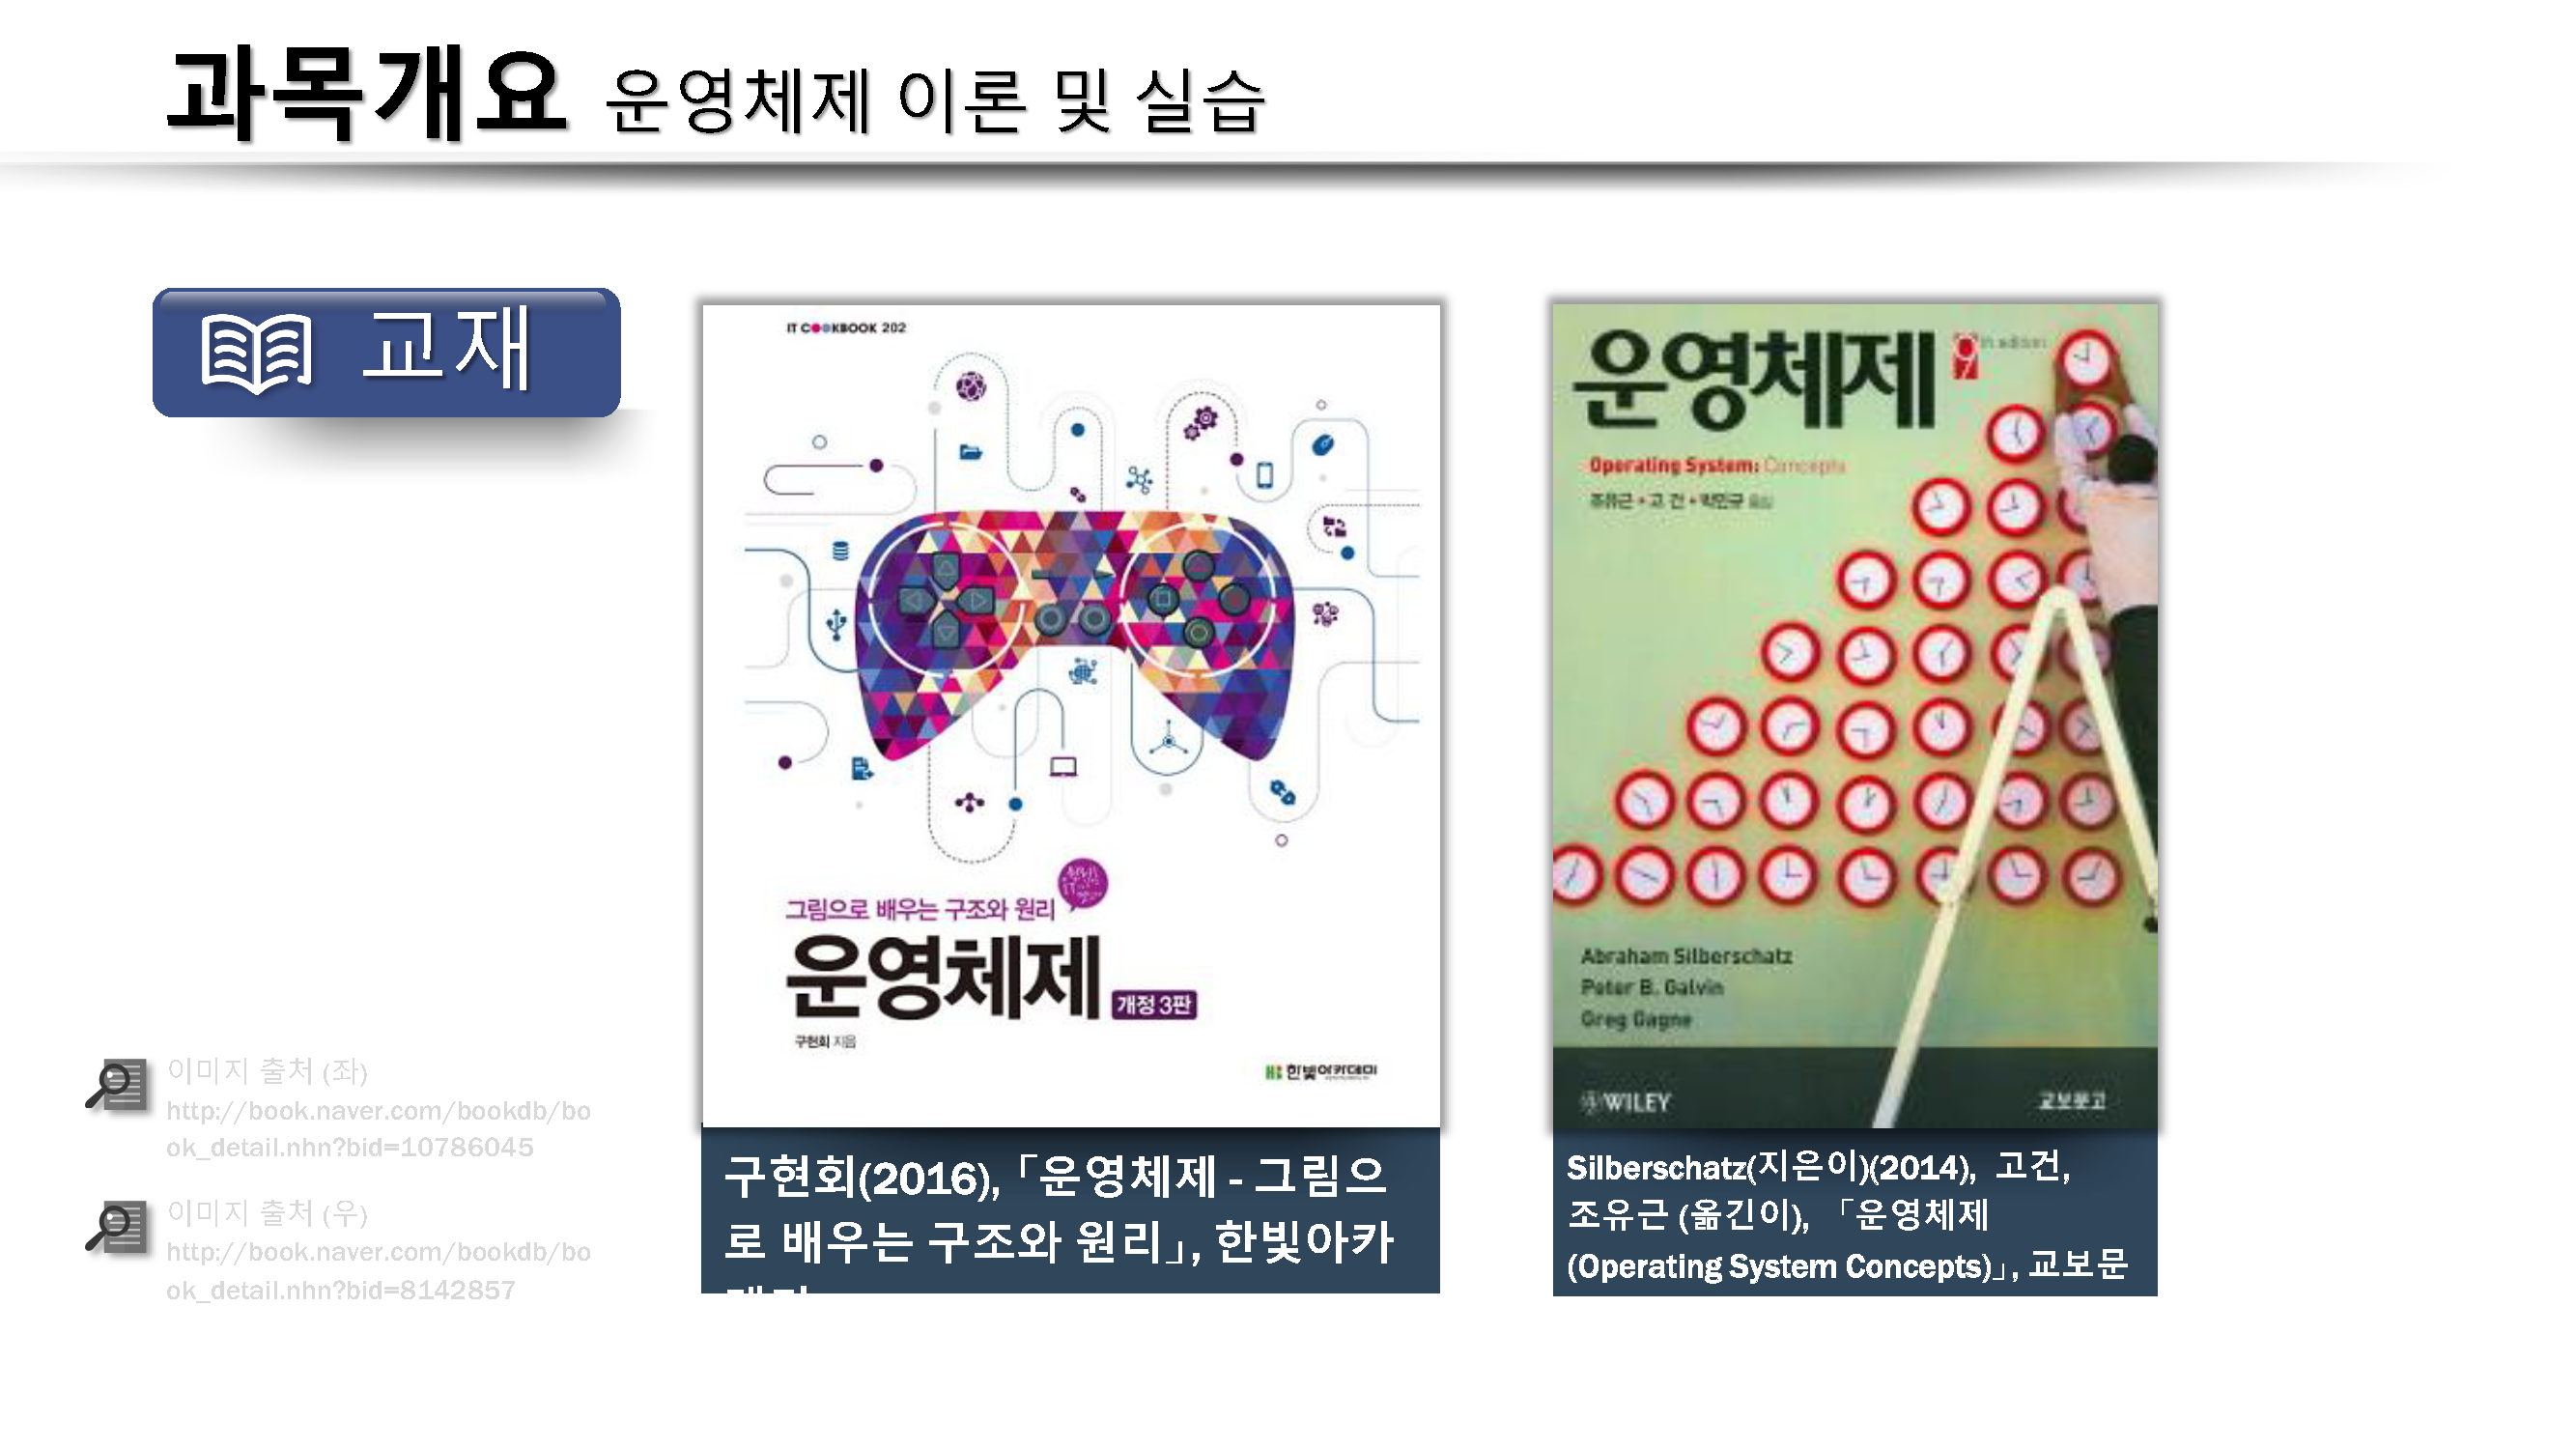 과목개요 운영체제 이론 및 실습
교재
IT COOKBOOK 202
그림으로 배우는 구조와 원리
운영체제 개정 3판
구현회 지음
한빛아카데미
구현회(2016), 「운영체제 - 그림으
로 배우는 구조와 원리」, 한빛아카
운영체제 9th edition
Operating System: Concepts
조유근 • 고 건 • 박민규 옮김
Abraham Silberschatz
Peter B. Galvin
Greg Gagne
WILEY
교보문고
Silberschatz(지은이)(2014), 고건,
조유근 (옮긴이), 「운영체제
(Operating System Concepts)」, 교보문
이미지 출처 (좌)
http://book.naver.com/bookdb/bo
ok_detail.nhn?bid=10786045
이미지 출처 (우)
http://book.naver.com/bookdb/bo
ok_detail.nhn?bid=8142857